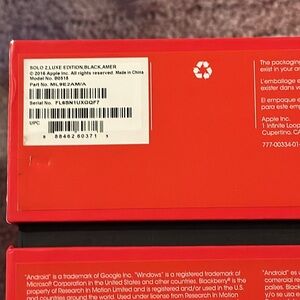 SOLO 2,LUXE EDITION,BLACK,AMER
© 2016 Apple Inc. All rights reserved. Made in China
Model No. B0518
Part No. ML9E2AM/A
Serial No. FL6SN1UXGQF7
UPC
8 88462 60371 1
The packaging
exist in your
L'emballage
exister dans
El empaque
exista en
Apple Inc.
1 Infinite Loop
Cupertino, CA
777-00334-01
"Android" is a trademark of Google Inc. "Windows" is a registered trademark of
Microsoft Corporation in the United States and other countries. Blackberry® is the
property of Research In Motion Limited and is registered and/or used in the U.S.
and countries around the world. Used under license from Research In Motion
"Android" es
comercial